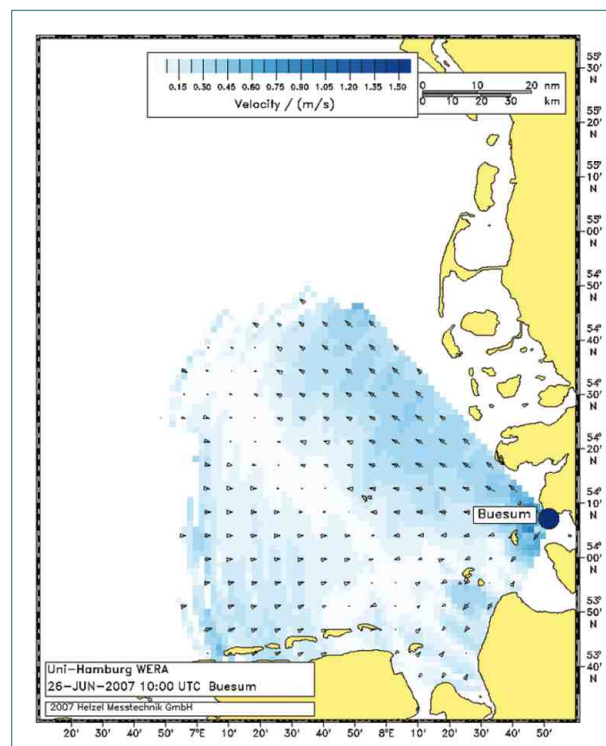 0.15 0.30 0.45 0.60 0.75 0.90 1.05 1.20 1.35 1.50
Velocity / (m/s)
0 10 20 nm
0 10 20 30 km
55°
30'
N
55°
20'
N
55°
10'
N
55°
00'
N
54°
50'
N
54°
40'
N
54°
30'
N
54°
20'
N
54°
10'
N
54°
00'
N
53°
50'
N
53°
40'
N
Buesum
Uni-Hamburg WERA
26-JUN-2007 10:00 UTC Buesum
2007 Helzel Messtechnik GmbH
20' 30' 40' 50' 7°E 10' 20' 30' 40' 50' 8°E 10' 20' 30' 40' 50'